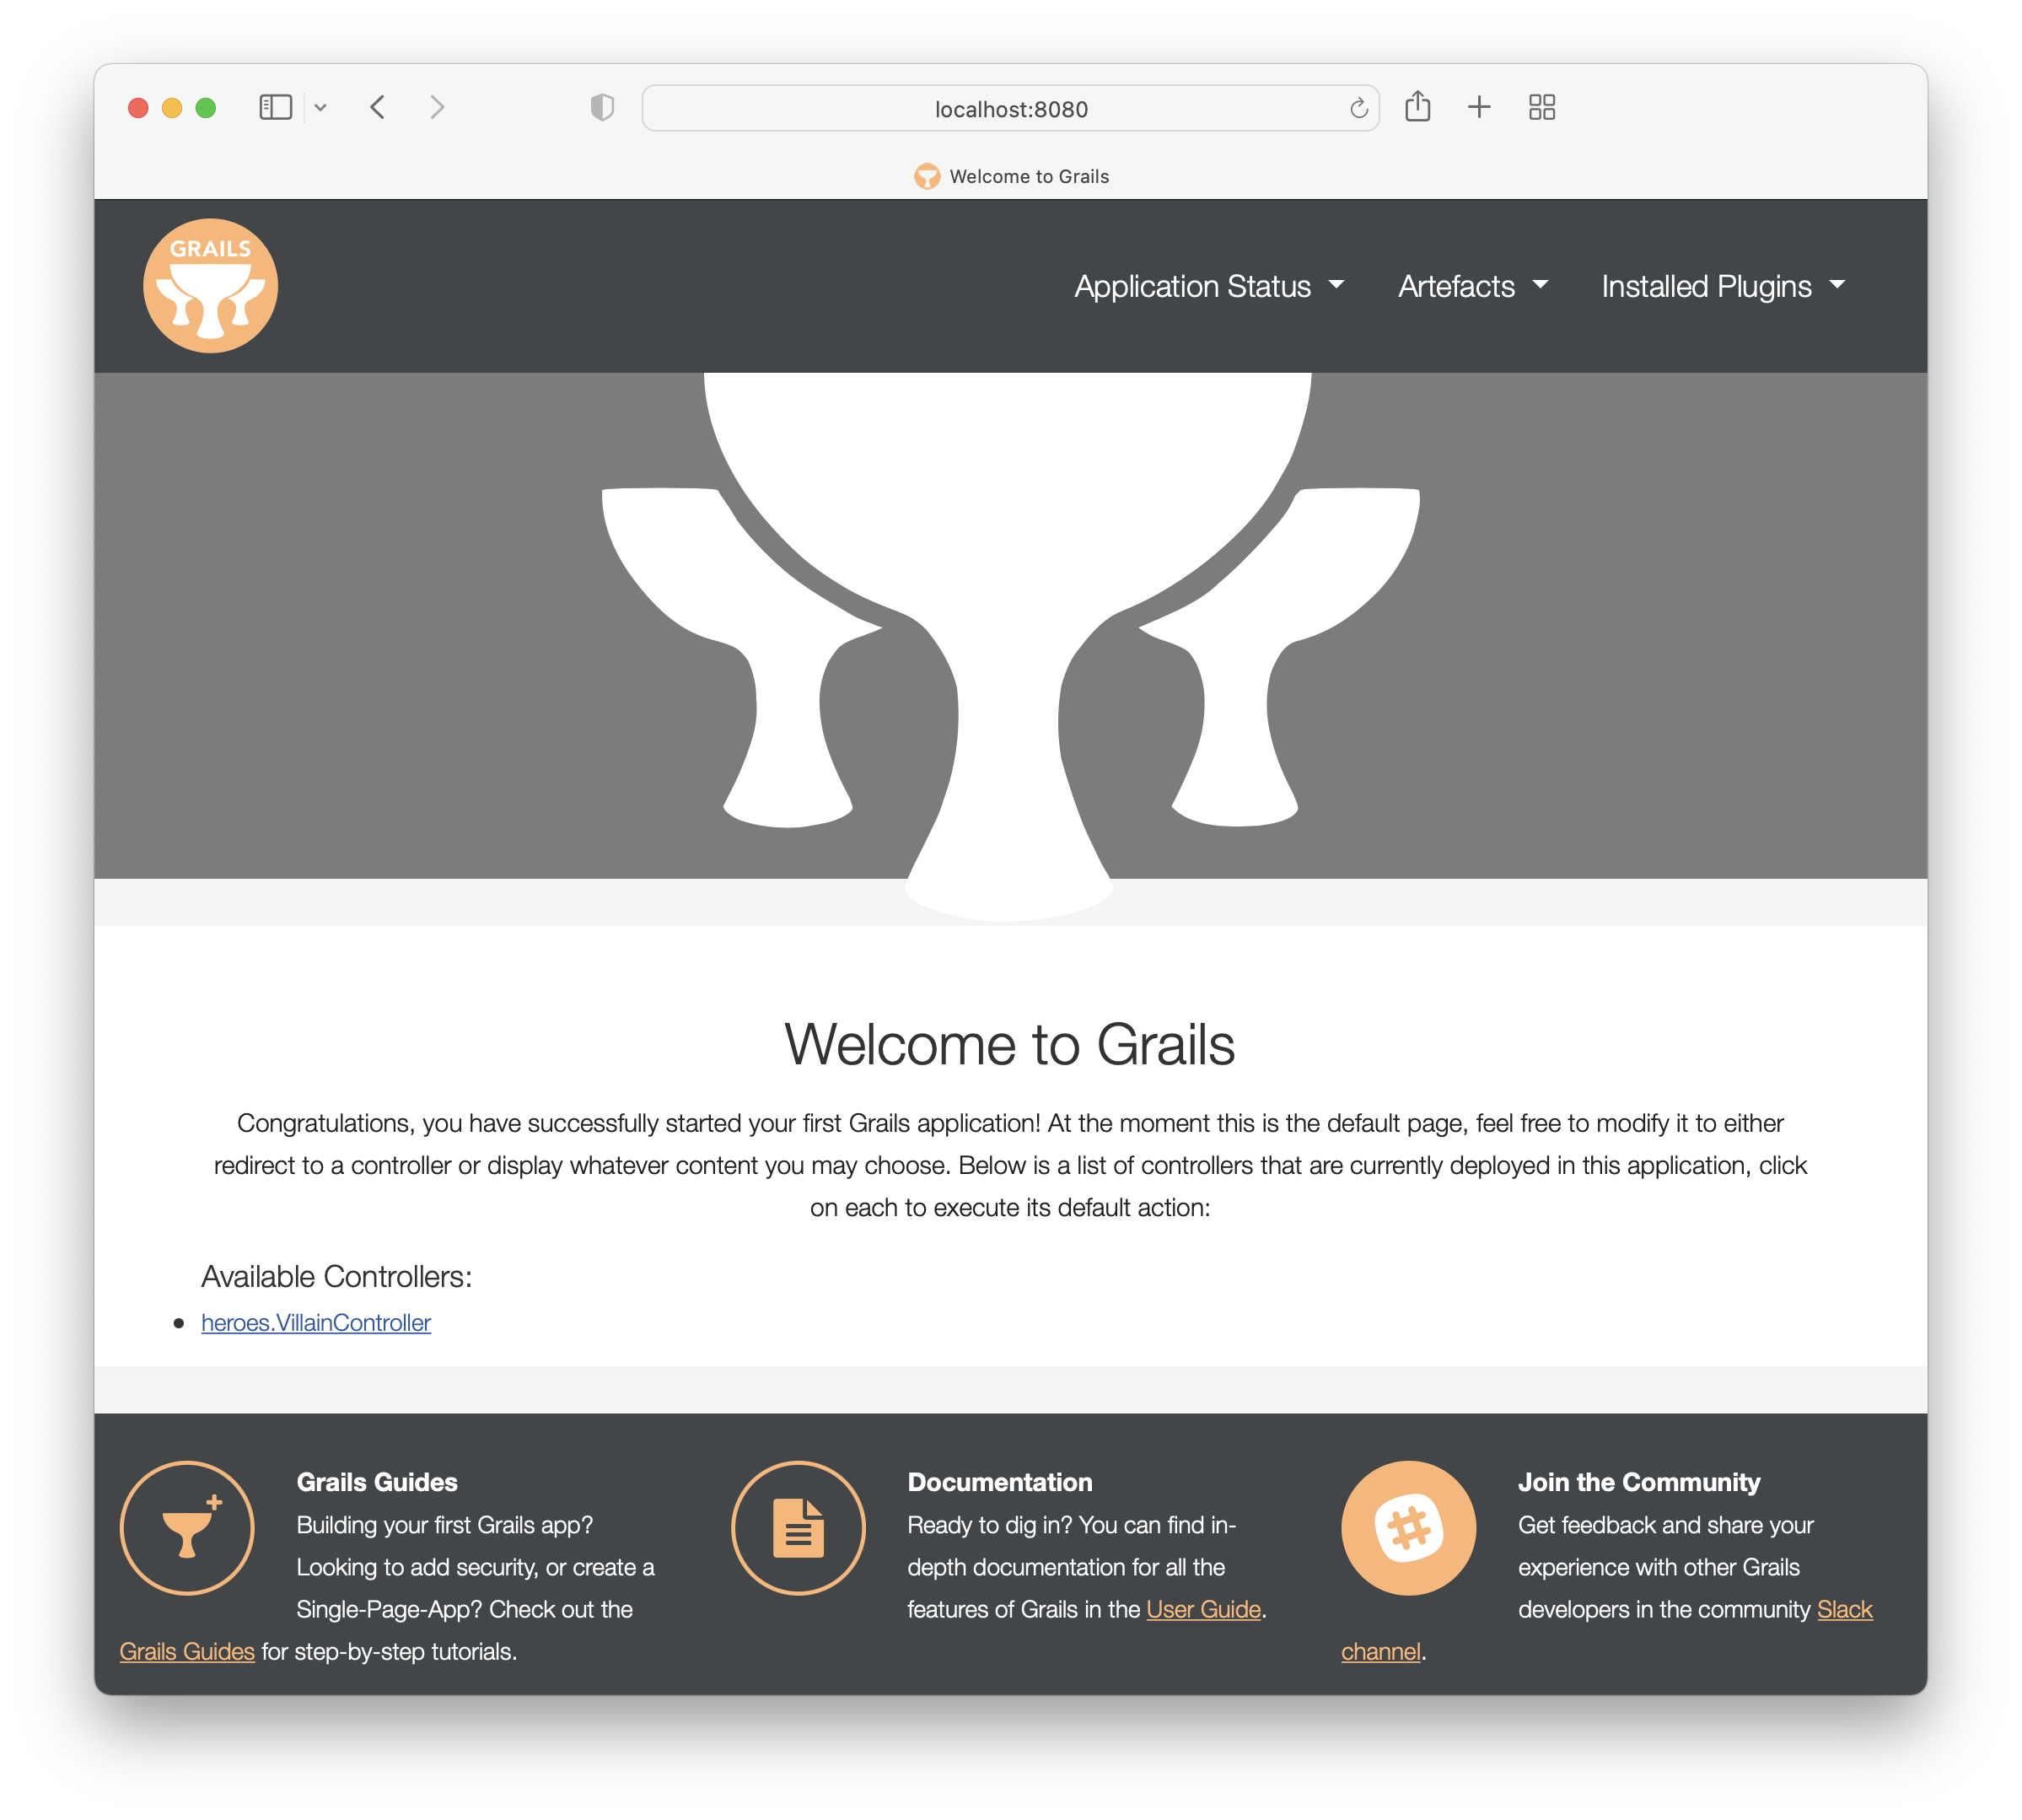 localhost:8080
Welcome to Grails
GRAILS
Application Status
Artefacts
Installed Plugins
Welcome to Grails
Congratulations, you have successfully started your first Grails application! At the moment this is the default page, feel free to modify it to either
redirect to a controller or display whatever content you may choose. Below is a list of controllers that are currently deployed in this application, click
on each to execute its default action:
Available Controllers:
heroes.VillainController
Grails Guides
Building your first Grails app?
Looking to add security, or create a
Single-Page-App? Check out the
Grails Guides for step-by-step tutorials.
Documentation
Ready to dig in? You can find in-
depth documentation for all the
features of Grails in the User Guide.
Join the Community
Get feedback and share your
experience with other Grails
developers in the community Slack
channel.